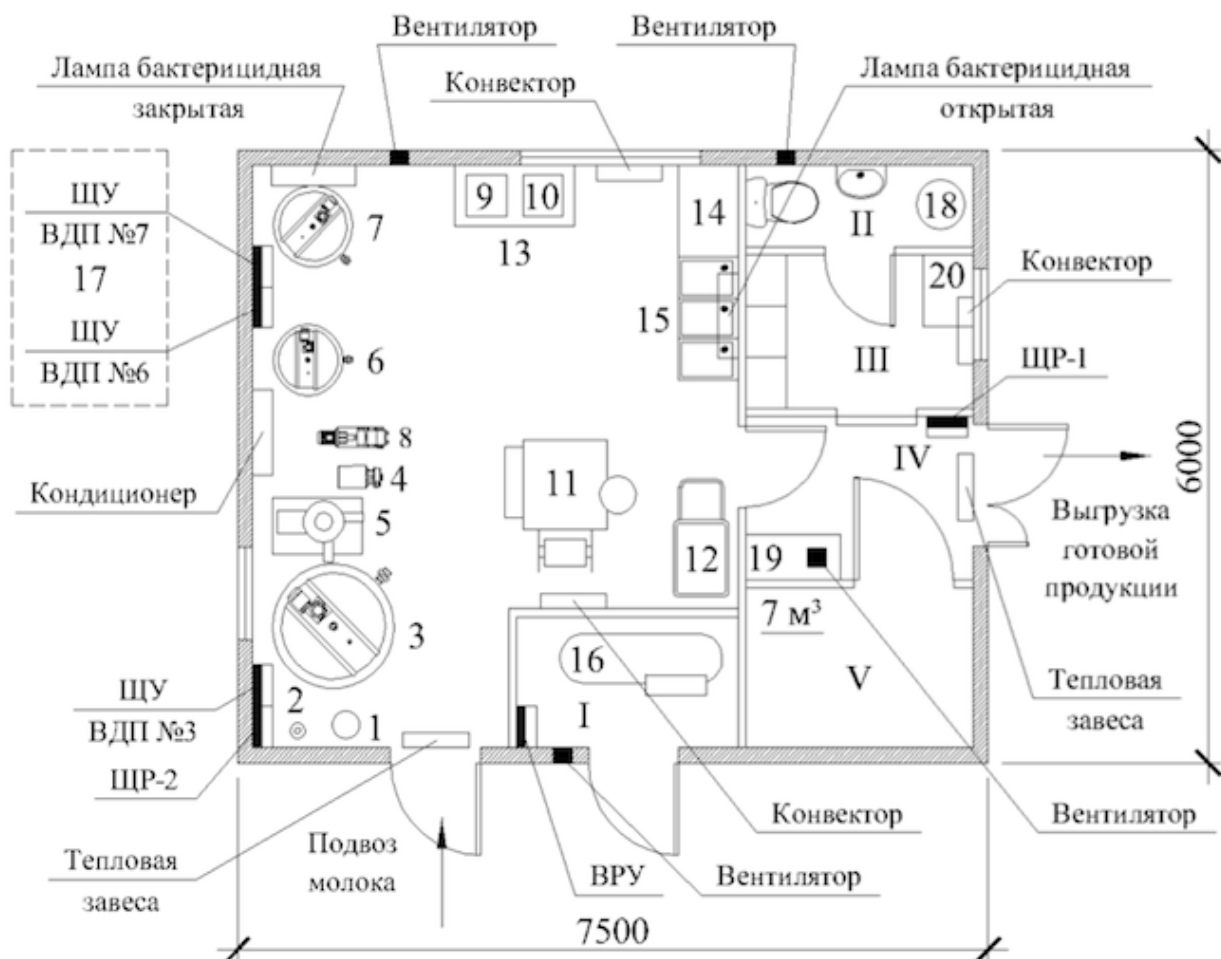 Вентилятор
Вентилятор
Лампа бактерицидная
закрытая
Конвектор
Лампа бактерицидная
открытая
ЩУ
ВДП №7
17
ЩУ
ВДП №6
7
9
10
13
14
II
18
15
20
Конвектор
III
ЩР-1
6
8
4
Кондиционер
5
11
IV
12
19
7 м³
Выгрузка
готовой
продукции
6000
3
16
V
I
2
1
ЩУ
ВДП №3
ЩР-2
Тепловая
завеса
Подвоз
молока
Тепловая
завеса
Конвектор
Вентилятор
ВРУ
Вентилятор
7500